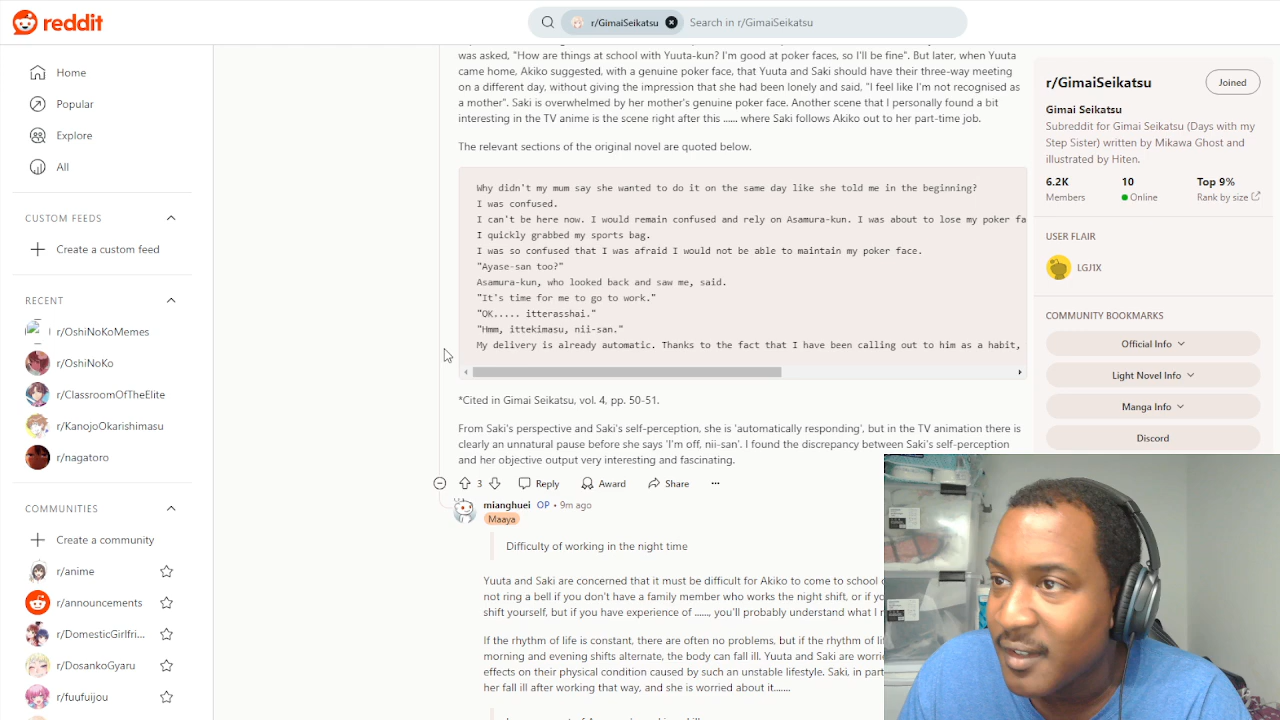 reddit
r/GimaiSeikatsu
Search in r/GimaiSeikatsu
Home
Popular
Explore
All
CUSTOM FEEDS
Create a custom feed
RECENT
r/OshiNoKoMemes
r/OshiNoKo
r/ClassroomOfTheElite
r/KanojoOkarishimasu
r/nagatoro
COMMUNITIES
Create a community
r/anime
r/announcements
r/DomesticGirlfri...
r/DosankoGyaru
r/fuufuijou
was asked, "How are things at school with Yuuta-kun? I'm good at poker faces, so I'll be fine". But later, when Yuuta
came home, Akiko suggested, with a genuine poker face, that Yuuta and Saki should have their three-way meeting
on a different day, without giving the impression that she had been lonely and said, "I feel like I'm not recognised as
a mother". Saki is overwhelmed by her mother's genuine poker face. Another scene that I personally found a bit
interesting in the TV anime is the scene right after this ...... where Saki follows Akiko out to her part-time job.
The relevant sections of the original novel are quoted below.
Why didn't my mum say she wanted to do it on the same day like she told me in the beginning?
I was confused.
I can't be here now. I would remain confused and rely on Asamura-kun. I was about to lose my poker fa
I quickly grabbed my sports bag.
I was so confused that I was afraid I would not be able to maintain my poker face.
"Ayase-san too?"
Asamura-kun, who looked back and saw me, said.
"It's time for me to go to work."
"OK..... itterasshai."
"Hmm, ittekimasu, nii-san."
My delivery is already automatic. Thanks to the fact that I have been calling out to him as a habit,
*Cited in Gimai Seikatsu, vol. 4, pp. 50-51.
From Saki's perspective and Saki's self-perception, she is 'automatically responding', but in the TV animation there is
clearly an unnatural pause before she says 'I'm off, nii-san'. I found the discrepancy between Saki's self-perception
and her objective output very interesting and fascinating.
3
Reply
Award
Share
mianghuei OP • 9m ago
Maaya
Difficulty of working in the night time
Yuuta and Saki are concerned that it must be difficult for Akiko to come to school
not ring a bell if you don't have a family member who works the night shift, or if yo
shift yourself, but if you have experience of ......, you'll probably understand what I
If the rhythm of life is constant, there are often no problems, but if the rhythm of li
morning and evening shifts alternate, the body can fall ill. Yuuta and Saki are worri
effects on their physical condition caused by such an unstable lifestyle. Saki, in part
her fall ill after working that way, and she is worried about it.......
r/GimaiSeikatsu
Joined
Gimai Seikatsu
Subreddit for Gimai Seikatsu (Days with my
Step Sister) written by Mikawa Ghost and
illustrated by Hiten.
6.2K
10
Top 9%
Members
Online
Rank by size
USER FLAIR
LGJ1X
COMMUNITY BOOKMARKS
Official Info
Light Novel Info
Manga Info
Discord